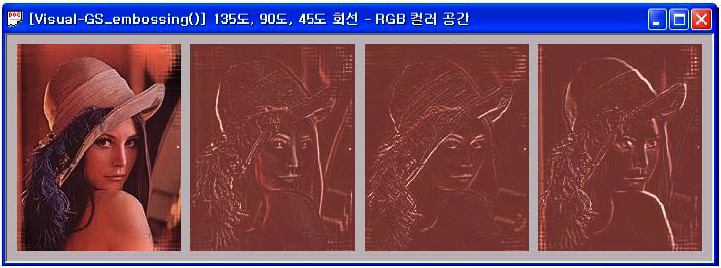 [Visual-GS_embossing()] 135도, 90도, 45도 회선 - RGB 컬러 공간